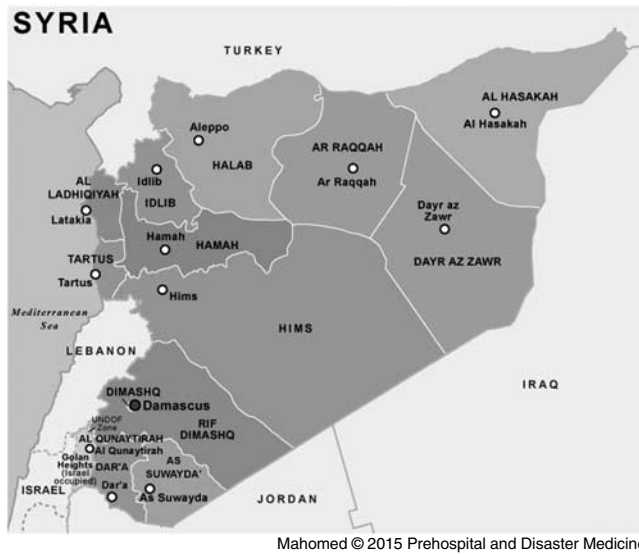 SYRIA
TURKEY
AL HASAKAH
Al Hasakah
Aleppo
HALAB
AR RAQQAH
Ar Raqqah
Idlib
IDLIB
AL
LADHIQIYAH
Latakia
Dayr az
Zawr
DAYR AZ ZAWR
Hamah
HAMAH
TARTUS
Tartus
Hims
HIMS
Mediterranean
Sea
LEBANON
IRAQ
DIMASHQ
Damascus
RIF
DIMASHQ
UNDOF
Zone
AL QUNAYTIRAH
Al Qunaytirah
Golan
Heights
(Israel
occupied)
DAR'A
Dar'a
AS
SUWAYDA'
As Suwayda
ISRAEL
JORDAN
Mahomed © 2015 Prehospital and Disaster Medicine